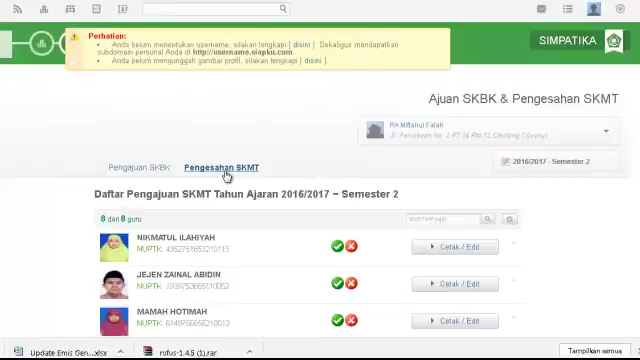 Perhatian:
Anda belum menentukan username, silakan lengkapi [ disini ]. Sekaligus mendapatkan
subdomain personal Anda di http://username.siapku.com
Anda belum mengunggah gambar profil, silakan lengkapi [ disini ].
SIMPATIKA
Ajuan SKBK & Pengesahan SKMT
RA Miftahul Falah
2016/2017 - Semester 2
Pengajuan SKBK
Pengesahan SKMT
Daftar Pengajuan SKMT Tahun Ajaran 2016/2017 – Semester 2
8 dari 8 guru
NIKMATUL ILAHIYAH
NUPTK: 4352751653210113
Cetak / Edit
JEJEN ZAINAL ABIDIN
NUPTK:
Cetak / Edit
MAMAH HOTIMAH
NUPTK: 6149756658210013
Cetak / Edit
Update Emis Gen....xlsx
rufus-1.4.5 (1).rar
Tampilkan semua